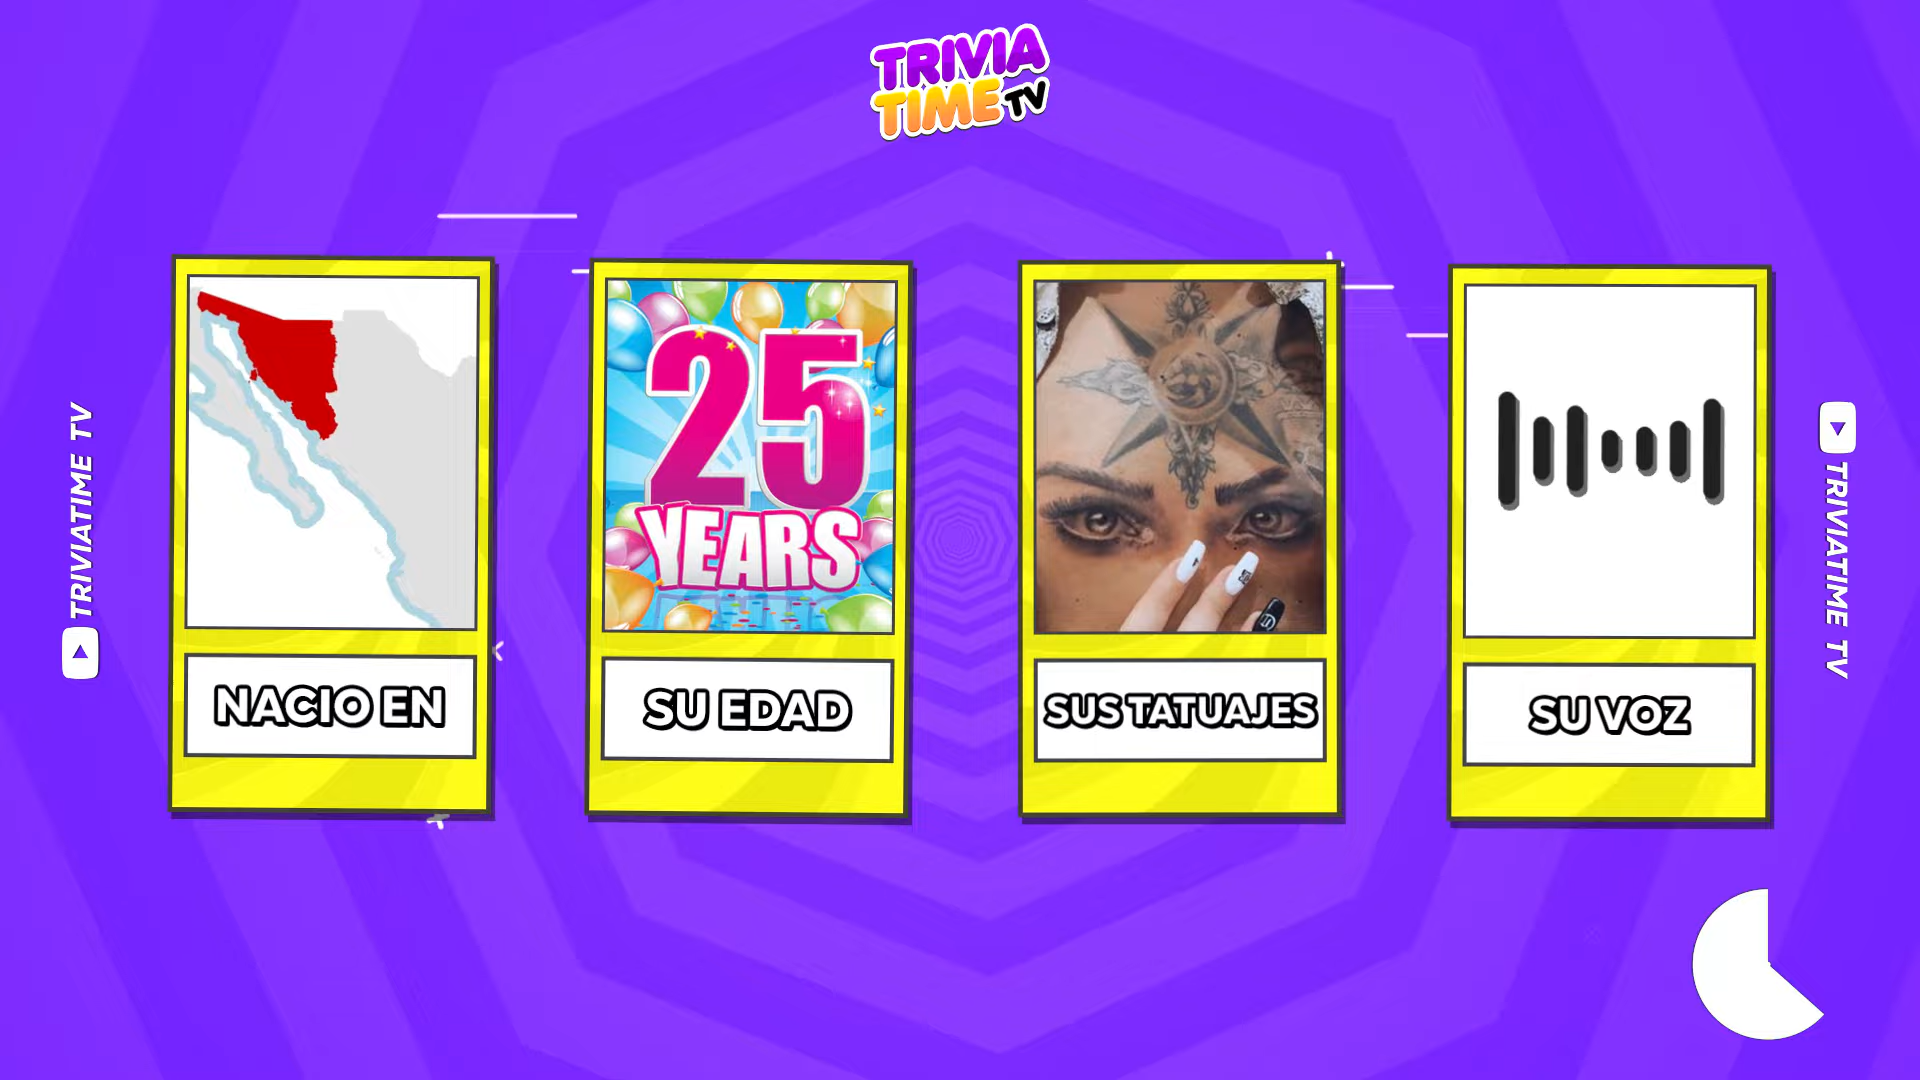 TRIVIA
TIME TV
25
YEARS
NACIO EN
SU EDAD
SUS TATUAJES
SU VOZ
TRIVIATIME TV
TRIVIATIME TV